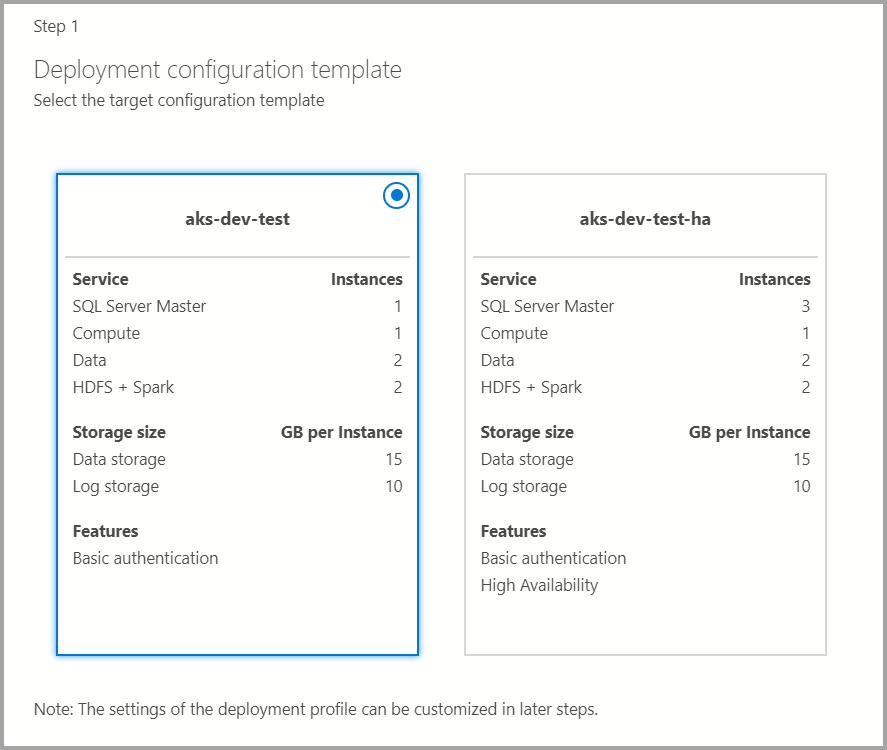 Step 1
Deployment configuration template
Select the target configuration template
aks-dev-test
Service Instances
SQL Server Master 1
Compute 1
Data 2
HDFS + Spark 2
Storage size GB per Instance
Data storage 15
Log storage 10
Features
Basic authentication
aks-dev-test-ha
Service Instances
SQL Server Master 3
Compute 1
Data 2
HDFS + Spark 2
Storage size GB per Instance
Data storage 15
Log storage 10
Features
Basic authentication
High Availability
Note: The settings of the deployment profile can be customized in later steps.